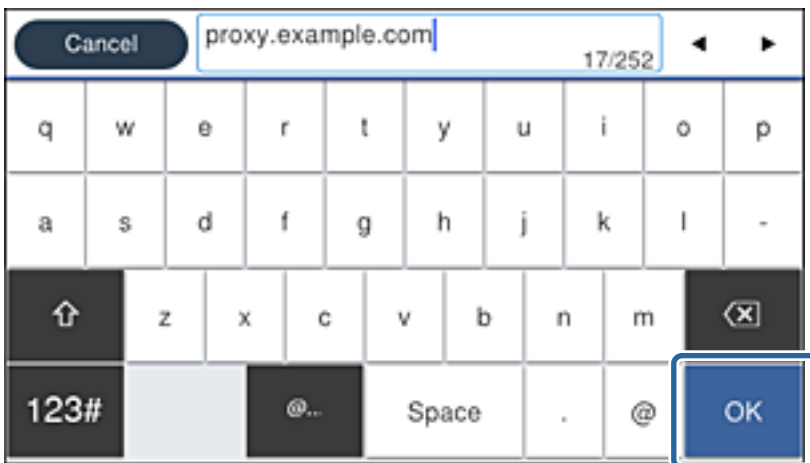 Cancel proxy.example.com
17/252
q w e r t y u i o p
a s d f g h j k l -
z x c v b n m
123# @... Space . @ OK